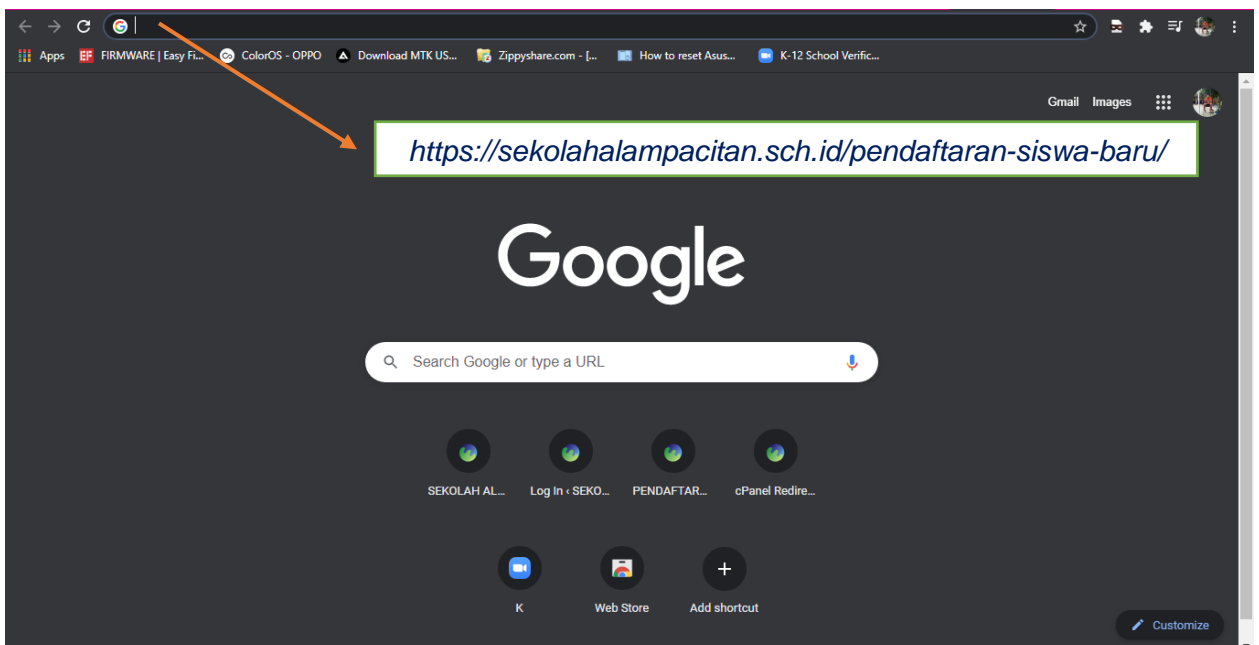 Apps EF FIRMWARE | Easy Fi... ColorOS - OPPO Download MTK US... Zippyshare.com - [... How to reset Asus... K-12 School Verific...
Gmail Images
https://sekolahalampacitan.sch.id/pendaftaran-siswa-baru/
Google
Search Google or type a URL
SEKOLAH AL... Log In ‹ SEKO... PENDAFTAR... cPanel Redire...
K Web Store Add shortcut
Customize